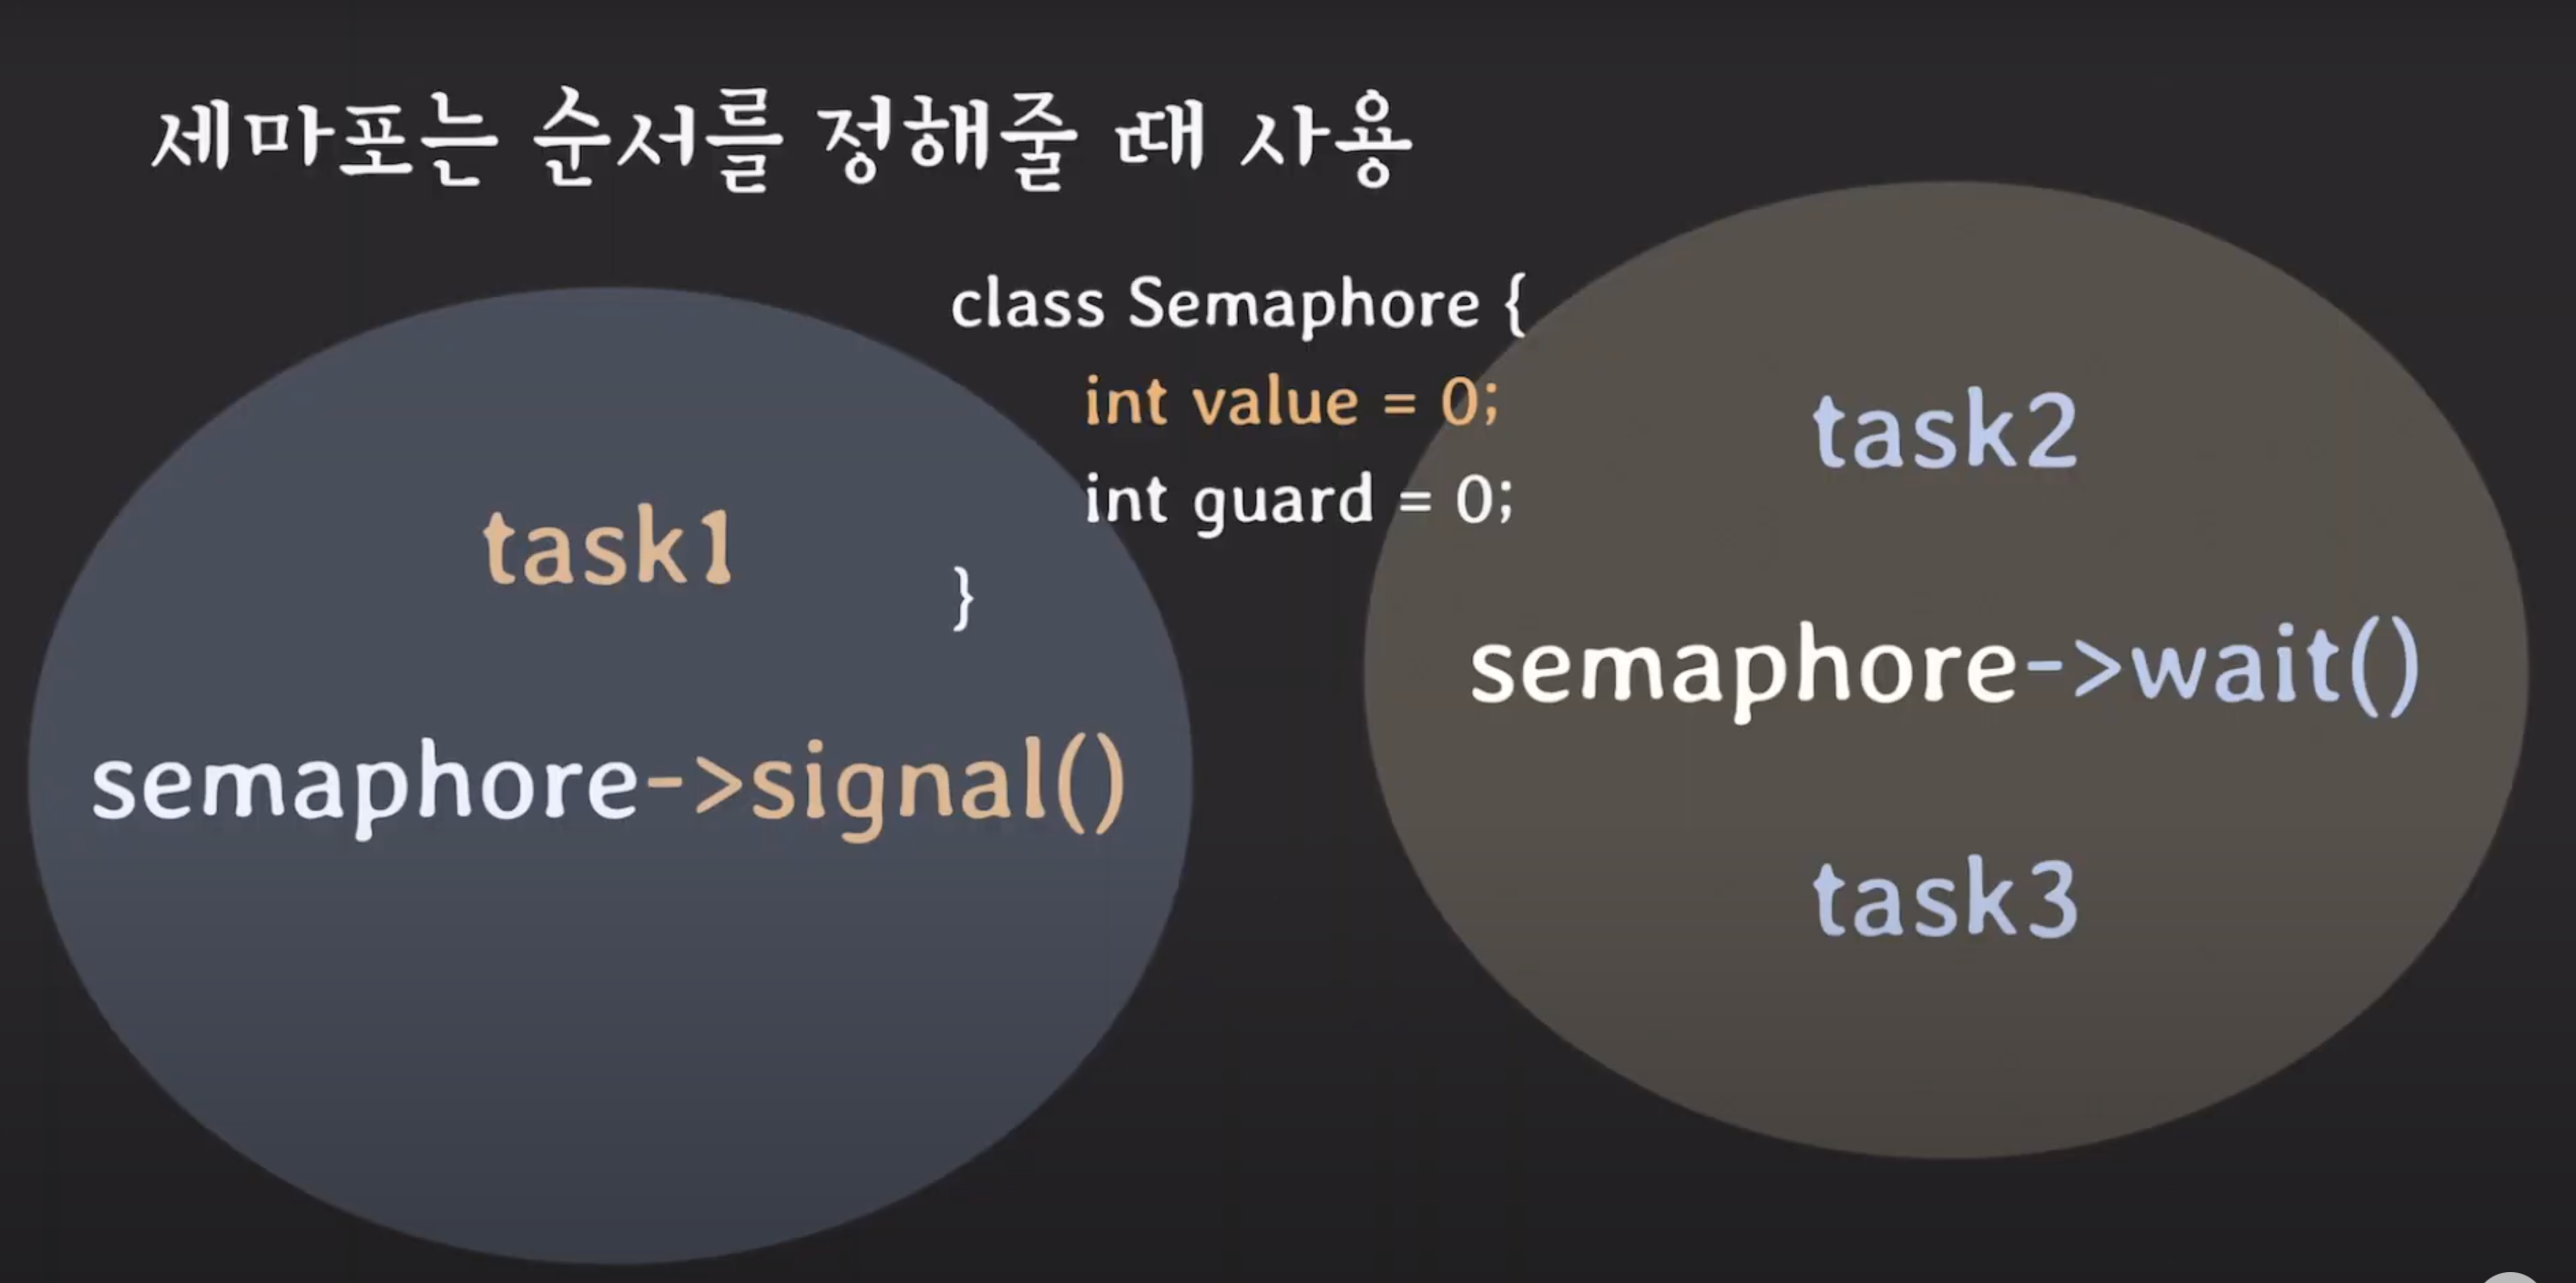 세마포는 순서를 정해줄 때 사용
class Semaphore {
int value = 0;
int guard = 0;
}
task1
semaphore->signal()
task2
semaphore->wait()
task3